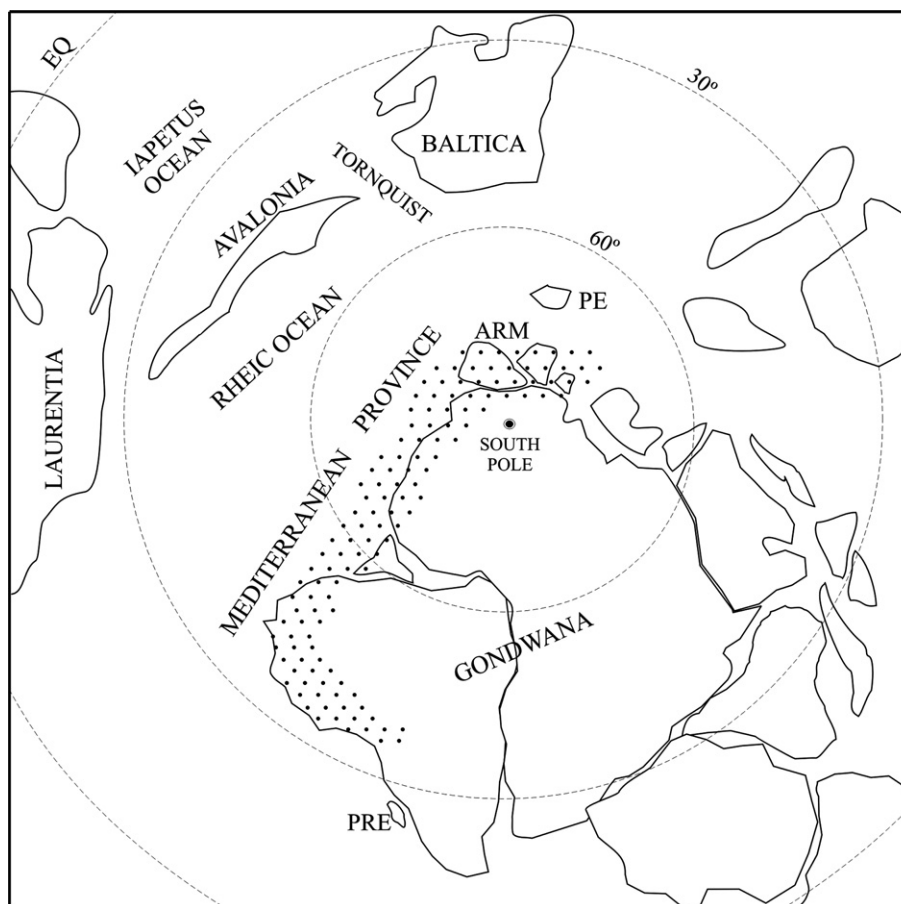 EQ
30º
IAPETUS
OCEAN
BALTICA
TORNQUIST
AVALONIA
60º
PE
RHEIC OCEAN
ARM
LAURENTIA
MEDITERRANEAN PROVINCE
SOUTH
POLE
GONDWANA
PRE